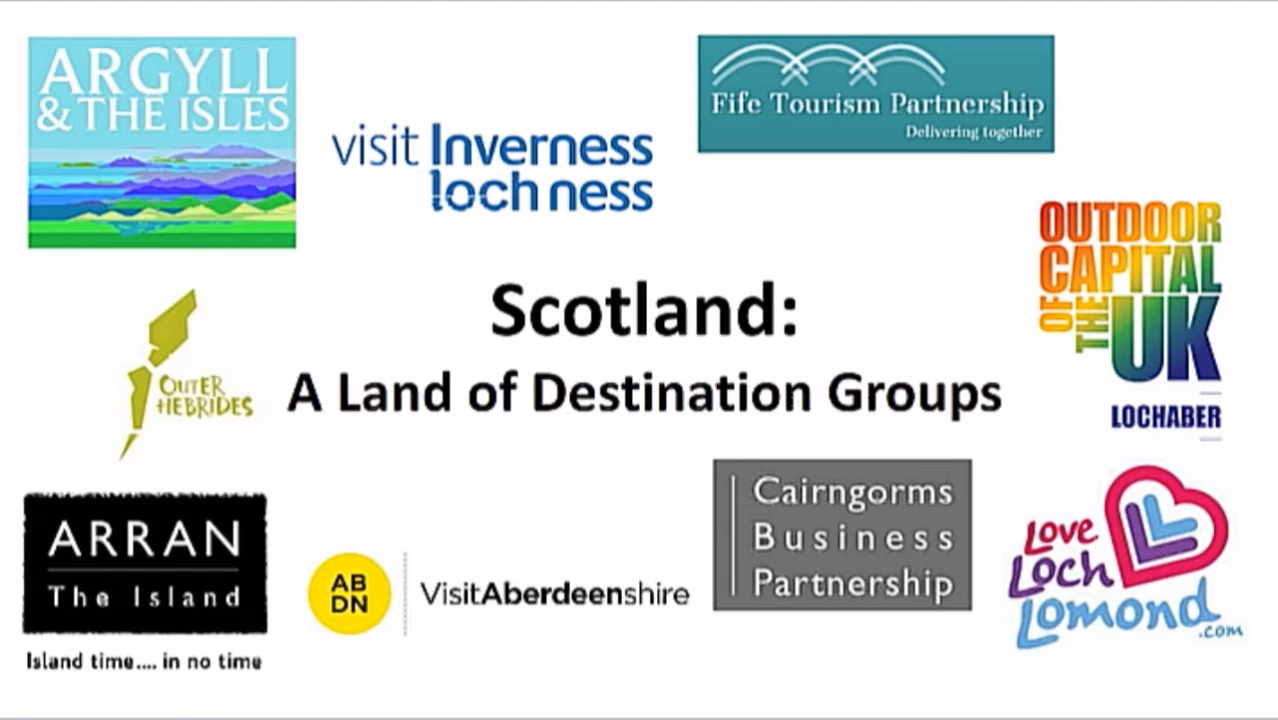 ARGYLL
& THE ISLES
visit Inverness
loch ness
Fife Tourism Partnership
Delivering together
OUTDOOR
CAPITAL
OF THE UK
LOCHABER
Scotland:
A Land of Destination Groups
OUTER
HEBRIDES
ARRAN
The Island
Island time.... in no time
AB
DN
VisitAberdeenshire
Cairngorms
Business
Partnership
Love
Loch
Lomond
.com